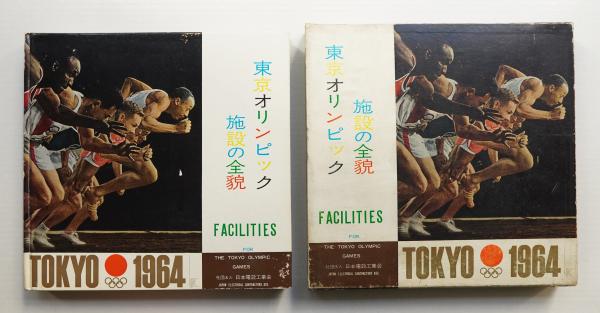 東京オリンピック
施設の全貌
FACILITIES
FOR
THE TOKYO OLYMPIC
GAMES
社団法人 日本電設工業会
JAPAN ELECTRICAL CONTRACTORS ASS.
TOKYO 1964
東京オリンピック
施設の全貌
FACILITIES
FOR
THE TOKYO OLYMPIC
GAMES
社団法人 日本電設工業会
JAPAN ELECTRICAL CONTRACTORS ASS.
TOKYO 1964